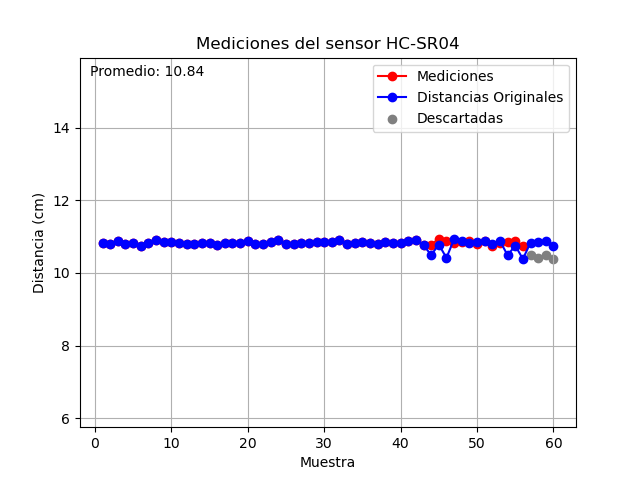 Mediciones del sensor HC-SR04
Promedio: 10.84
Mediciones
Distancias Originales
Descartadas
Distancia (cm)
14
12
10
8
6
0 10 20 30 40 50 60
Muestra